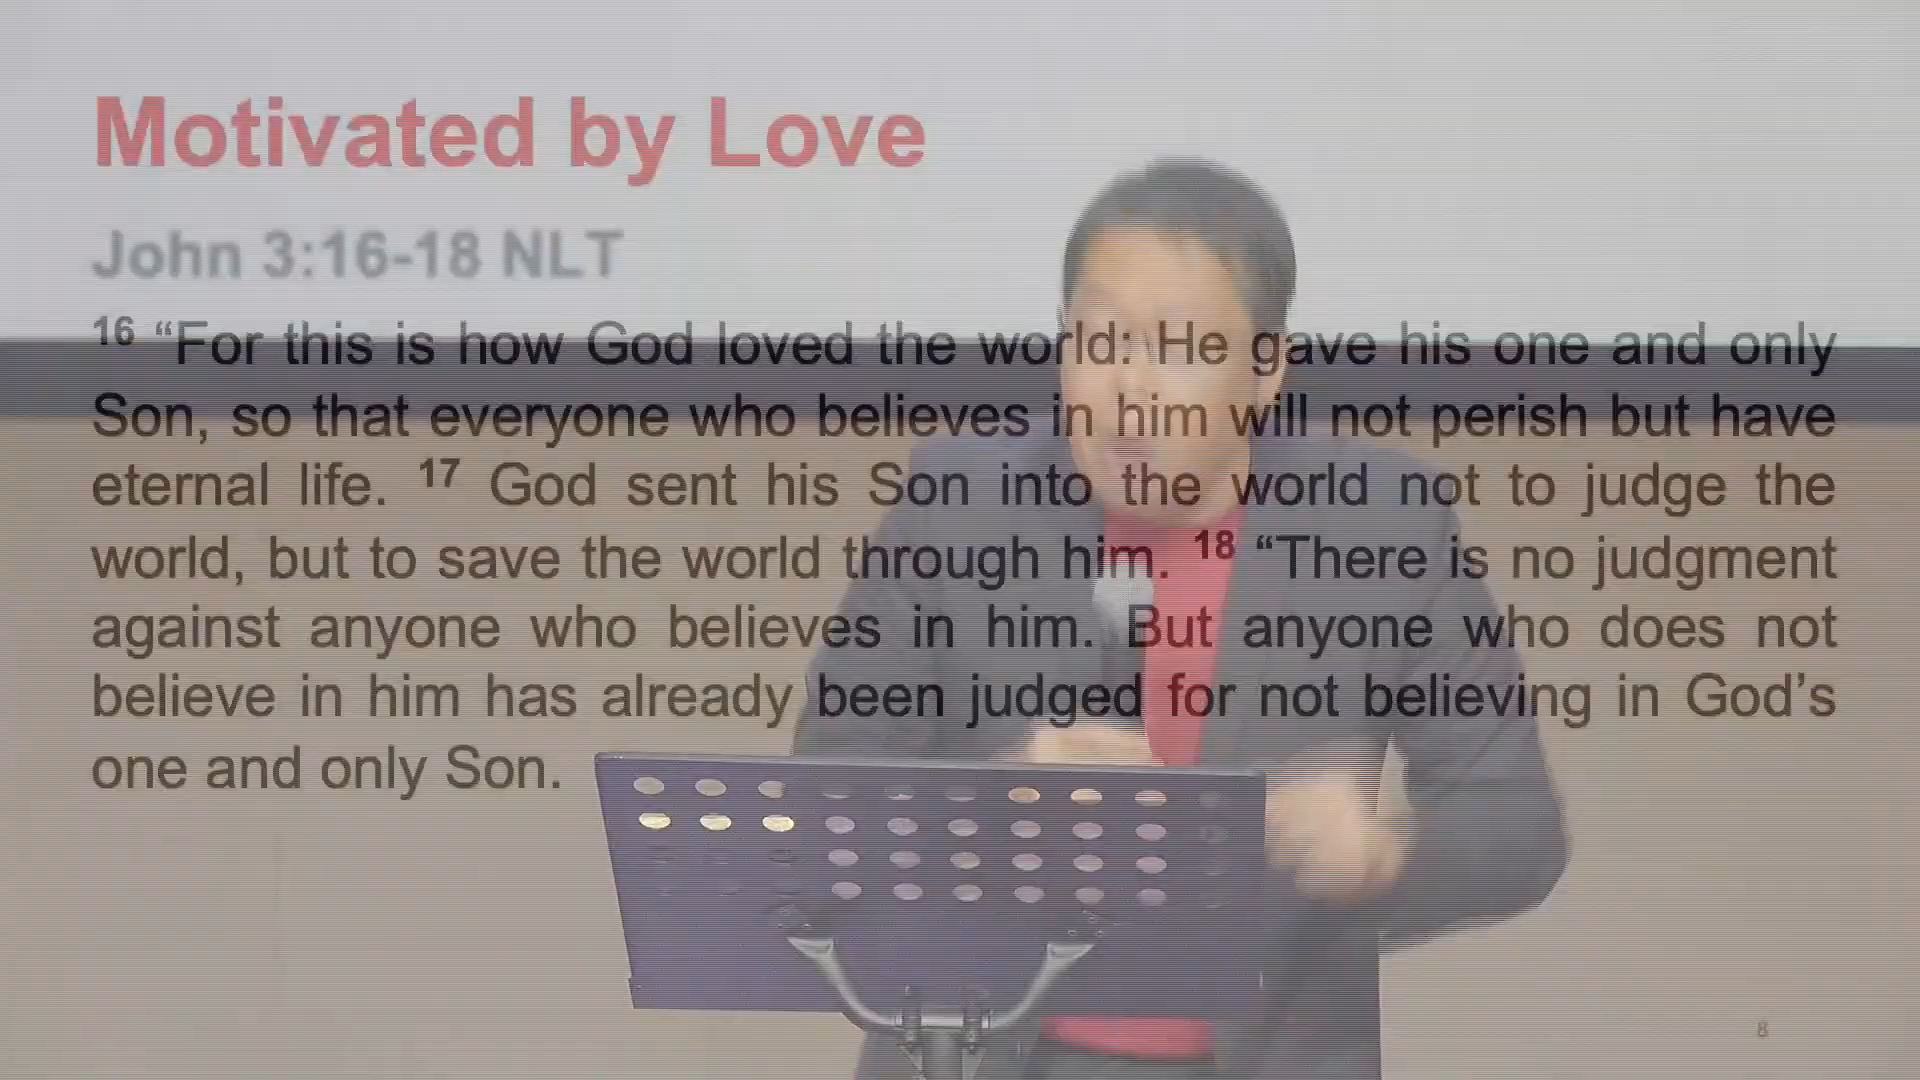 Motivated by Love
John 3:16-18 NLT
16 “For this is how God loved the world: He gave his one and only
Son, so that everyone who believes in him will not perish but have
eternal life. 17 God sent his Son into the world not to judge the
world, but to save the world through him. 18 “There is no judgment
against anyone who believes in him. But anyone who does not
believe in him has already been judged for not believing in God’s
one and only Son.
8